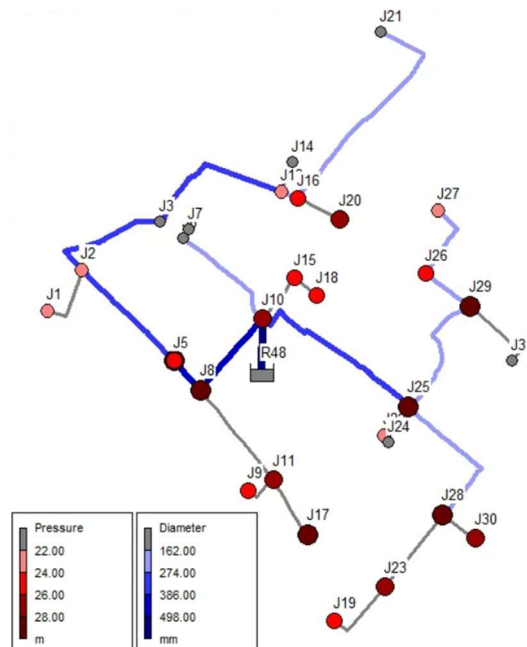 J21
J14
J16
J20
J3
J7
J27
J2
J15
J26
J18
J29
J1
J10
R48
J3
J5
J8
J25
J24
J9
J11
J17
J28
J30
J23
J19
Pressure
22.00
24.00
26.00
28.00
m
Diameter
162.00
274.00
386.00
498.00
mm